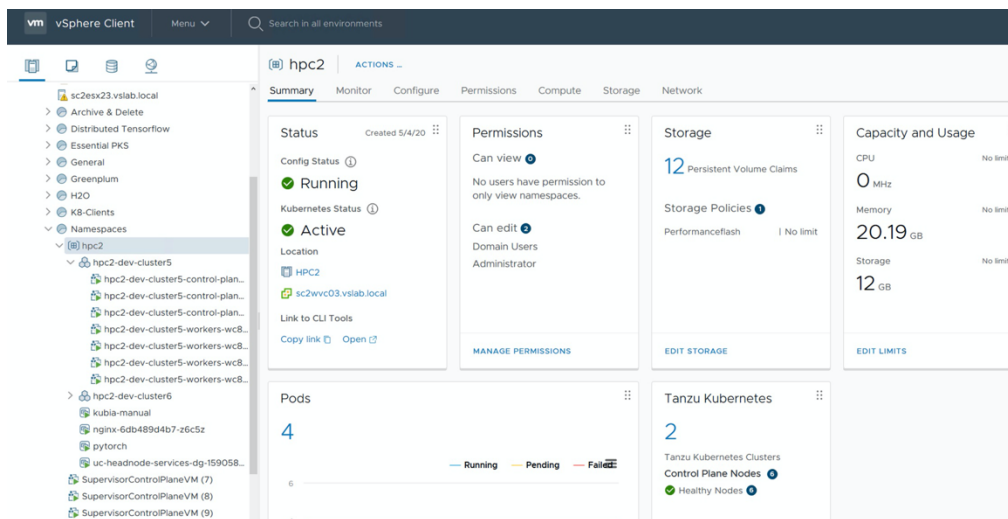 vm vSphere Client Menu Search in all environments
sc2esx23.vslab.local
Archive & Delete
Distributed Tensorflow
Essential PKS
General
Greenplum
H2O
K8-Clients
Namespaces
hpc2
hpc2-dev-cluster5
hpc2-dev-cluster5-control-plan...
hpc2-dev-cluster5-control-plan...
hpc2-dev-cluster5-control-plan...
hpc2-dev-cluster5-workers-wc8...
hpc2-dev-cluster5-workers-wc8...
hpc2-dev-cluster5-workers-wc8...
hpc2-dev-cluster5-workers-wc8...
hpc2-dev-cluster6
kubia-manual
nginx-6db489d4b7-z6c5z
pytorch
uc-headnode-services-dg-159058...
SupervisorControlPlaneVM (7)
SupervisorControlPlaneVM (8)
SupervisorControlPlaneVM (9)
hpc2 ACTIONS
Summary Monitor Configure Permissions Compute Storage Network
Status Created 5/4/20
Config Status
Running
Kubernetes Status
Active
Location
HPC2
sc2wvc03.vslab.local
Link to CLI Tools
Copy link Open
Permissions
Can view 0
No users have permission to
only view namespaces.
Can edit 2
Domain Users
Administrator
MANAGE PERMISSIONS
Storage
12 Persistent Volume Claims
Storage Policies 1
Performanceflash | No limit
EDIT STORAGE
Capacity and Usage
CPU No limit
0 MHz
Memory No limit
20.19 GB
Storage No limit
12 GB
EDIT LIMITS
Pods
4
Running Pending Failed
6
Tanzu Kubernetes
2
Tanzu Kubernetes Clusters
Control Plane Nodes 6
Healthy Nodes 6